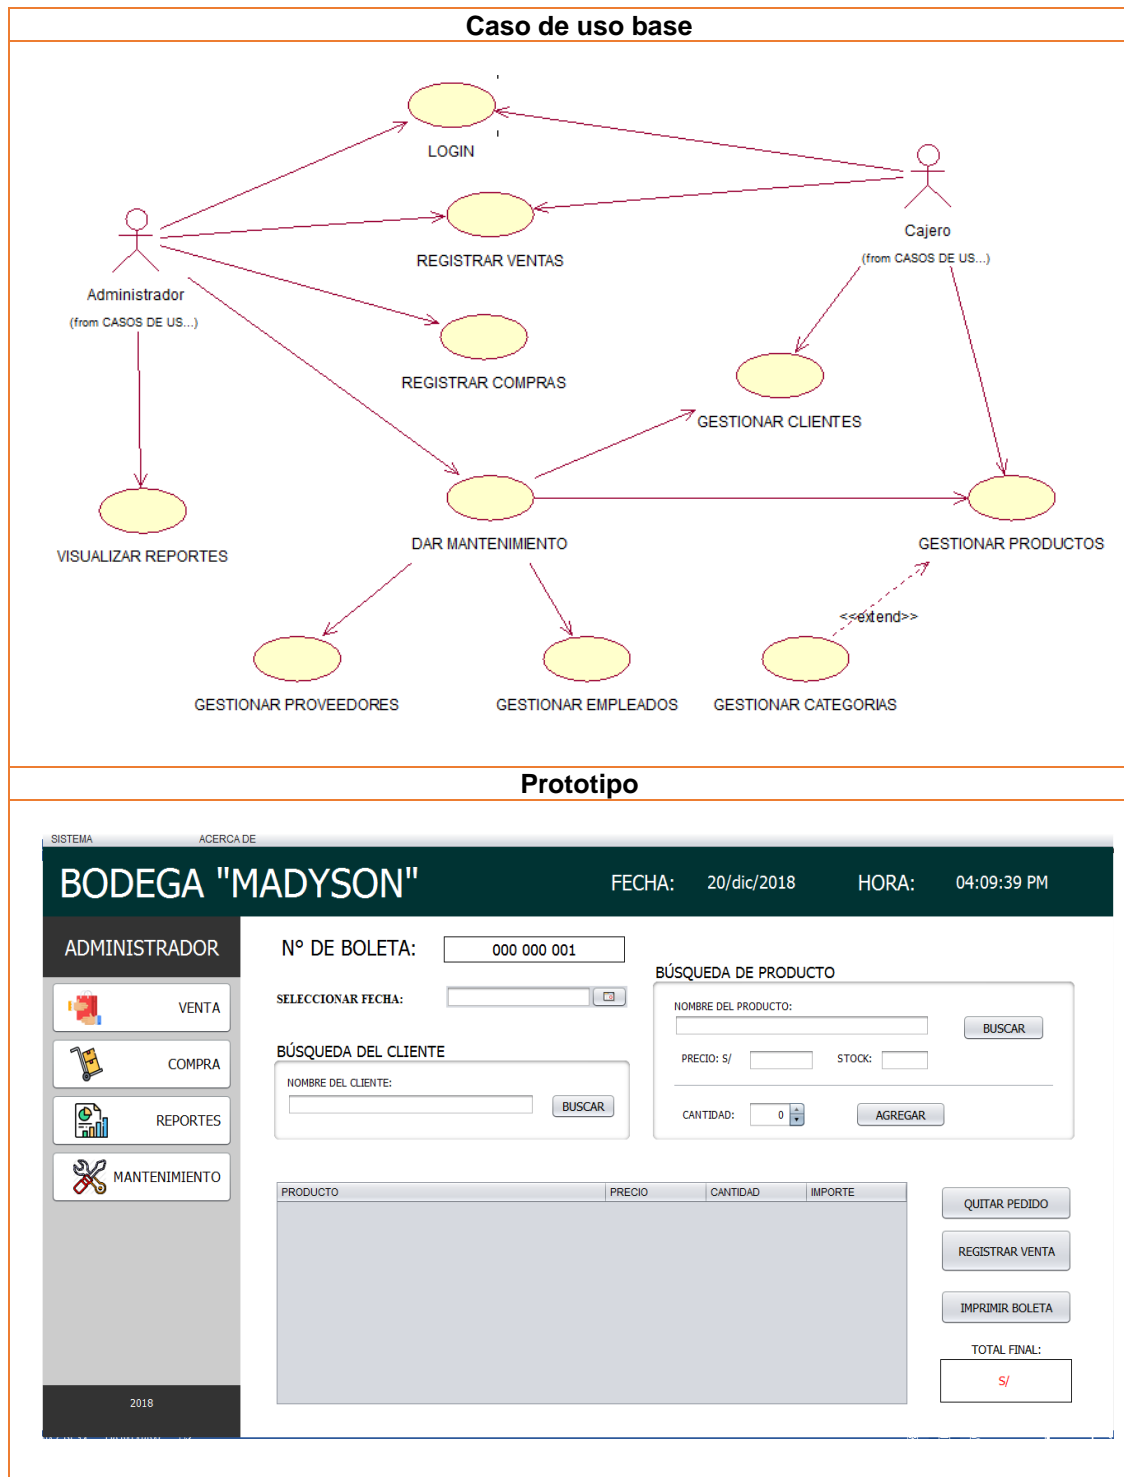 Caso de uso base
LOGIN
Cajero
(from CASOS DE US...)
REGISTRAR VENTAS
Administrador
(from CASOS DE US...)
REGISTRAR COMPRAS
GESTIONAR CLIENTES
DAR MANTENIMIENTO
GESTIONAR PRODUCTOS
VISUALIZAR REPORTES
<<extend>>
GESTIONAR PROVEEDORES
GESTIONAR EMPLEADOS
GESTIONAR CATEGORIAS
Prototipo
SISTEMA ACERCA DE
BODEGA "MADYSON" FECHA: 20/dic/2018 HORA: 04:09:39 PM
ADMINISTRADOR
VENTA
COMPRA
REPORTES
MANTENIMIENTO
2018
N° DE BOLETA: 000 000 001
SELECCIONAR FECHA:
BÚSQUEDA DEL CLIENTE
NOMBRE DEL CLIENTE:
BUSCAR
BÚSQUEDA DE PRODUCTO
NOMBRE DEL PRODUCTO:
BUSCAR
PRECIO: S/ STOCK:
CANTIDAD: 0 AGREGAR
PRODUCTO PRECIO CANTIDAD IMPORTE
QUITAR PEDIDO
REGISTRAR VENTA
IMPRIMIR BOLETA
TOTAL FINAL:
S/